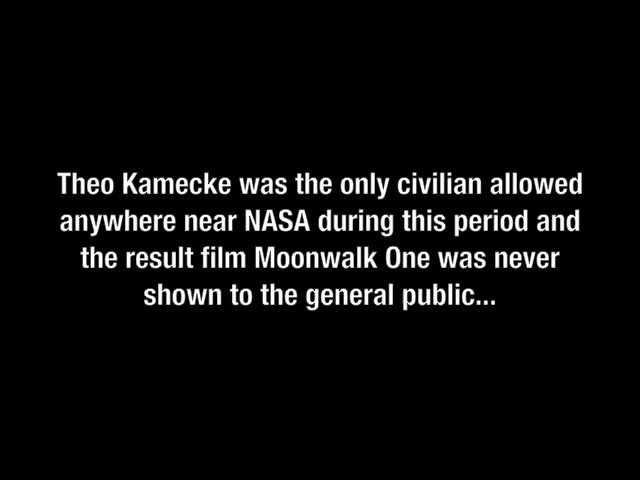 Theo Kamecke was the only civilian allowed
anywhere near NASA during this period and
the result film Moonwalk One was never
shown to the general public...